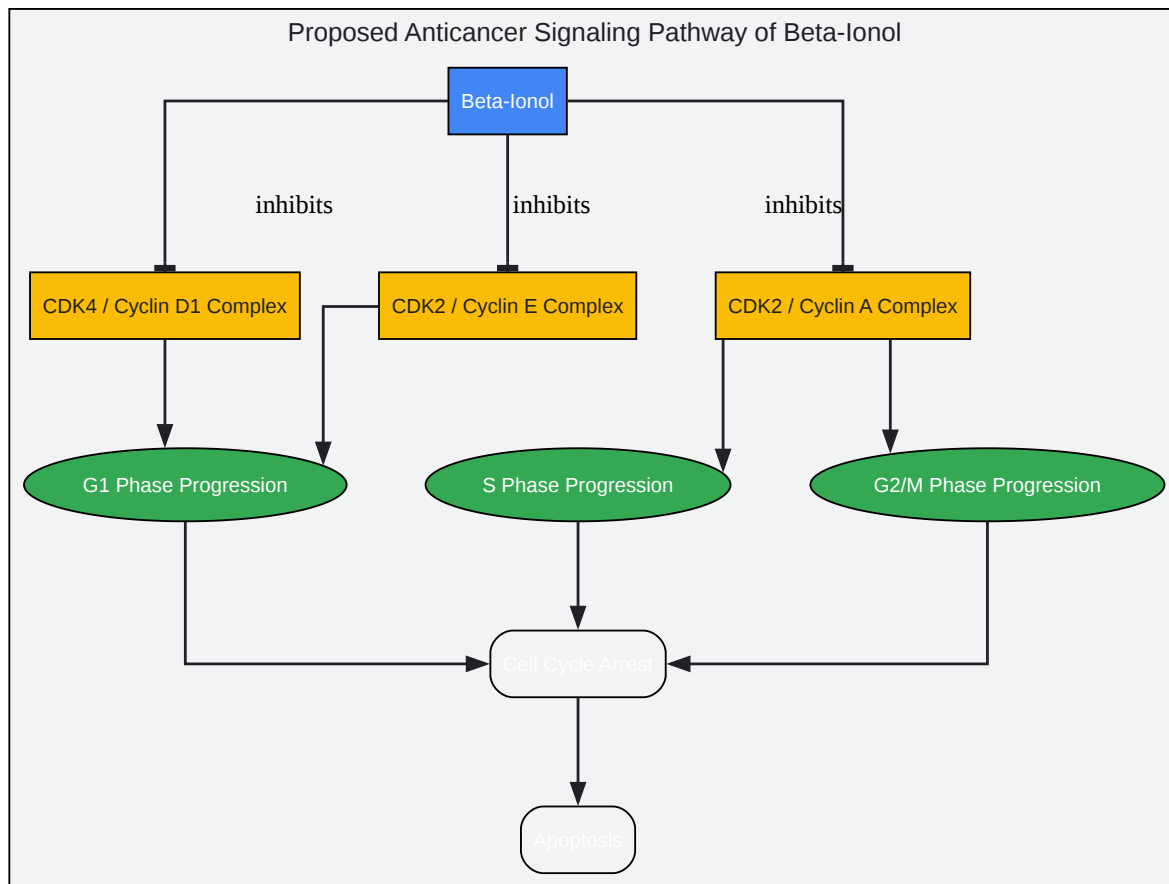 Proposed Anticancer Signaling Pathway of Beta-Ionol
Beta-Ionol
inhibits
inhibits
inhibits
CDK4 / Cyclin D1 Complex
CDK2 / Cyclin E Complex
CDK2 / Cyclin A Complex
G1 Phase Progression
S Phase Progression
G2/M Phase Progression
Cell Cycle Arrest
Apoptosis